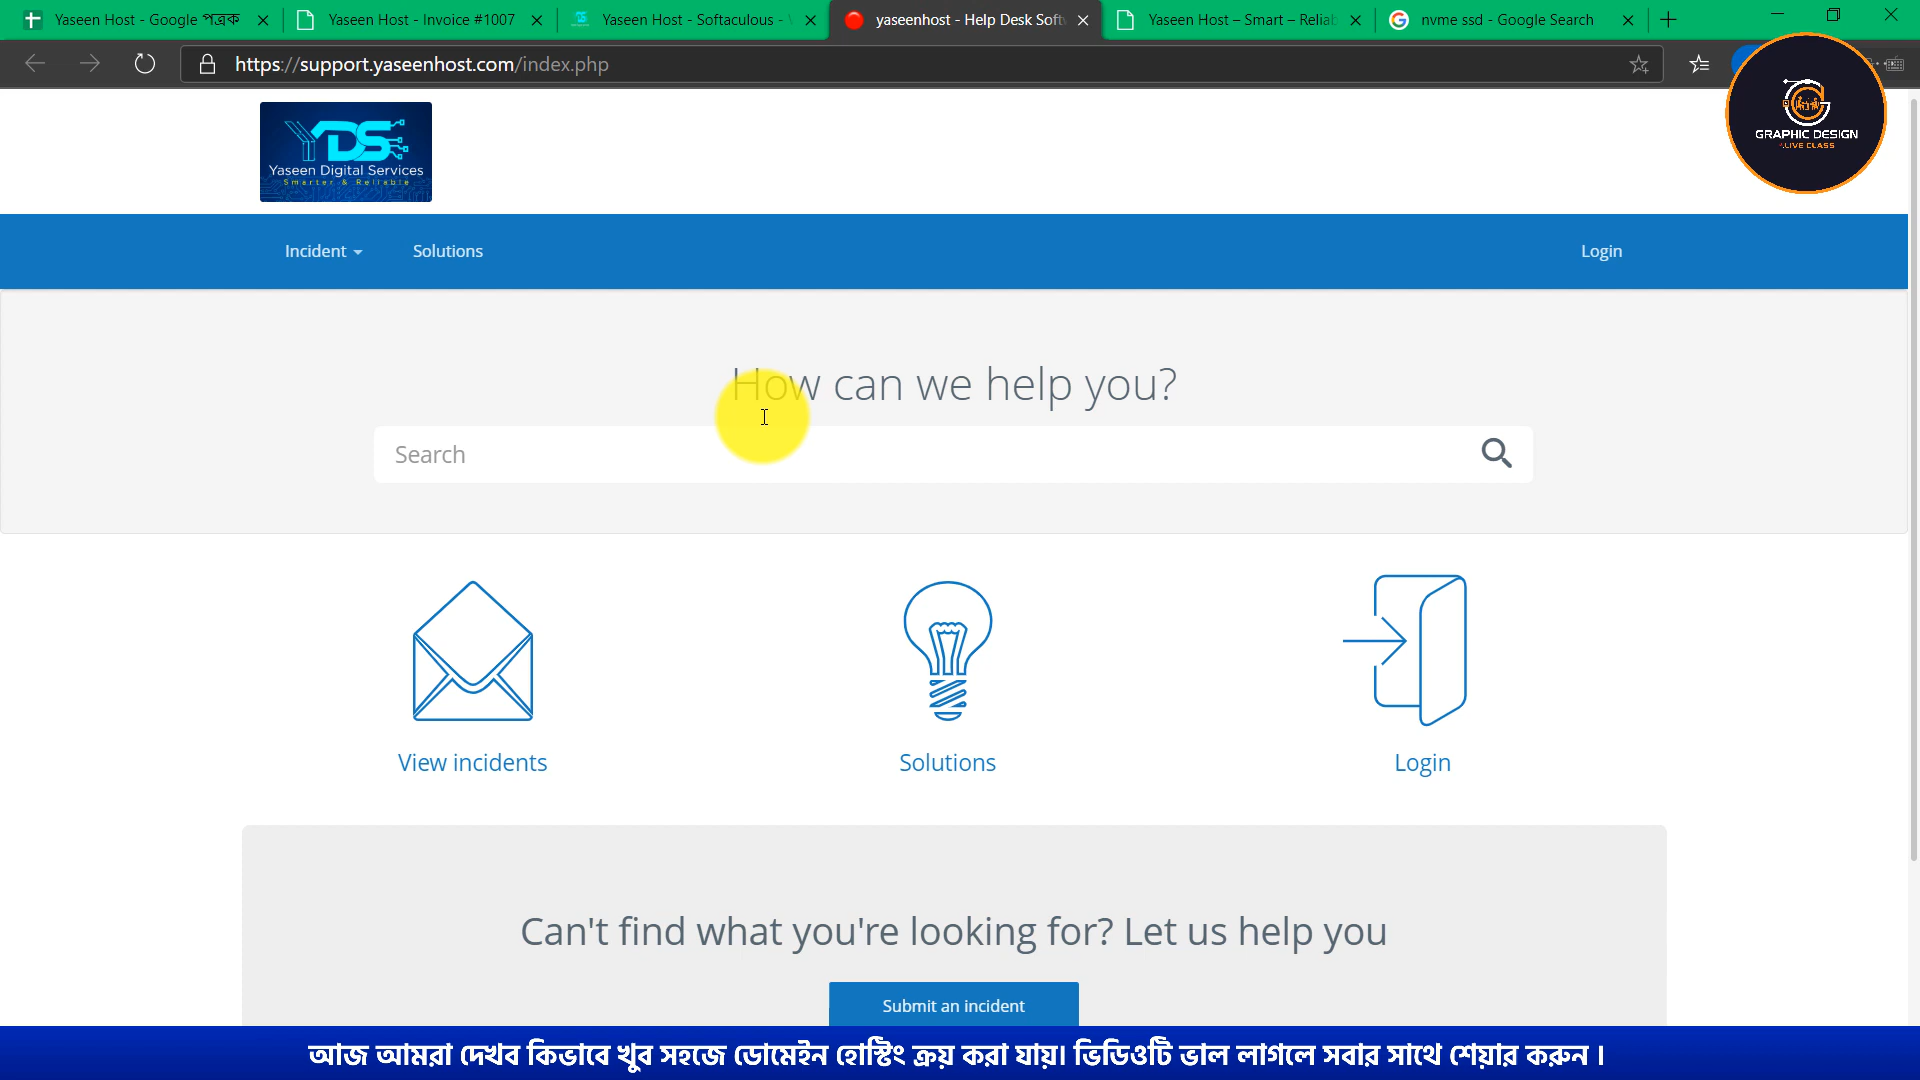 Yaseen Host - Google পত্রক
Yaseen Host - Invoice #1007
Yaseen Host - Softaculous -
yaseenhost - Help Desk Soft
Yaseen Host – Smart – Reliab
nvme ssd - Google Search
https://support.yaseenhost.com/index.php
GRAPHIC DESIGN
LIVE CLASS
YDS
Yaseen Digital Services
Smarter & Reliable
Incident
Solutions
Login
How can we help you?
Search
View incidents
Solutions
Login
Can't find what you're looking for? Let us help you
Submit an incident
আজ আমরা দেখব কিভাবে খুব সহজে ডোমেইন হোস্টিং ক্রয় করা যায়। ভিডিওটি ভাল লাগলে সবার সাথে শেয়ার করুন ।